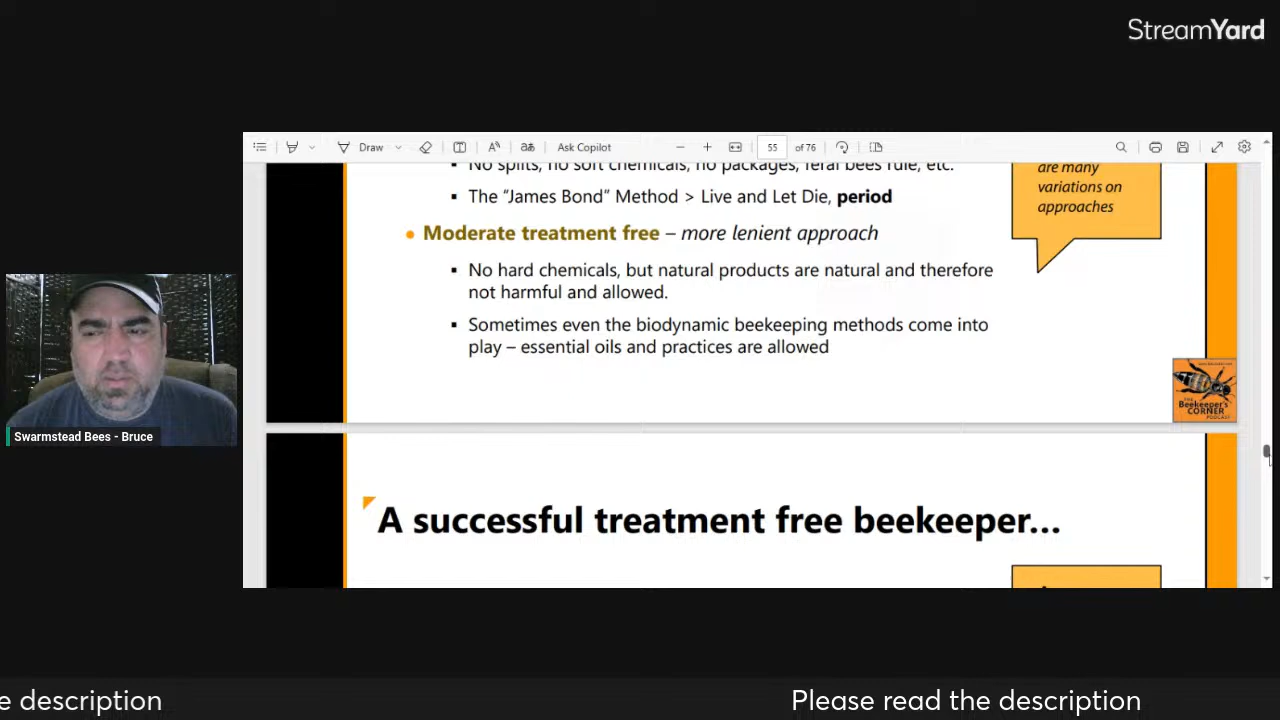 StreamYard
Draw
Ask Copilot
55 of 76
No splits, no soft chemicals, no packages, feral bees rule, etc.
The “James Bond” Method > Live and Let Die, period
are many
variations on
approaches
Moderate treatment free – more lenient approach
No hard chemicals, but natural products are natural and therefore
not harmful and allowed.
Sometimes even the biodynamic beekeeping methods come into
play – essential oils and practices are allowed
THE
Beekeeper's
CORNER
PODCAST
Swarmstead Bees - Bruce
A successful treatment free beekeeper...
e description
Please read the description